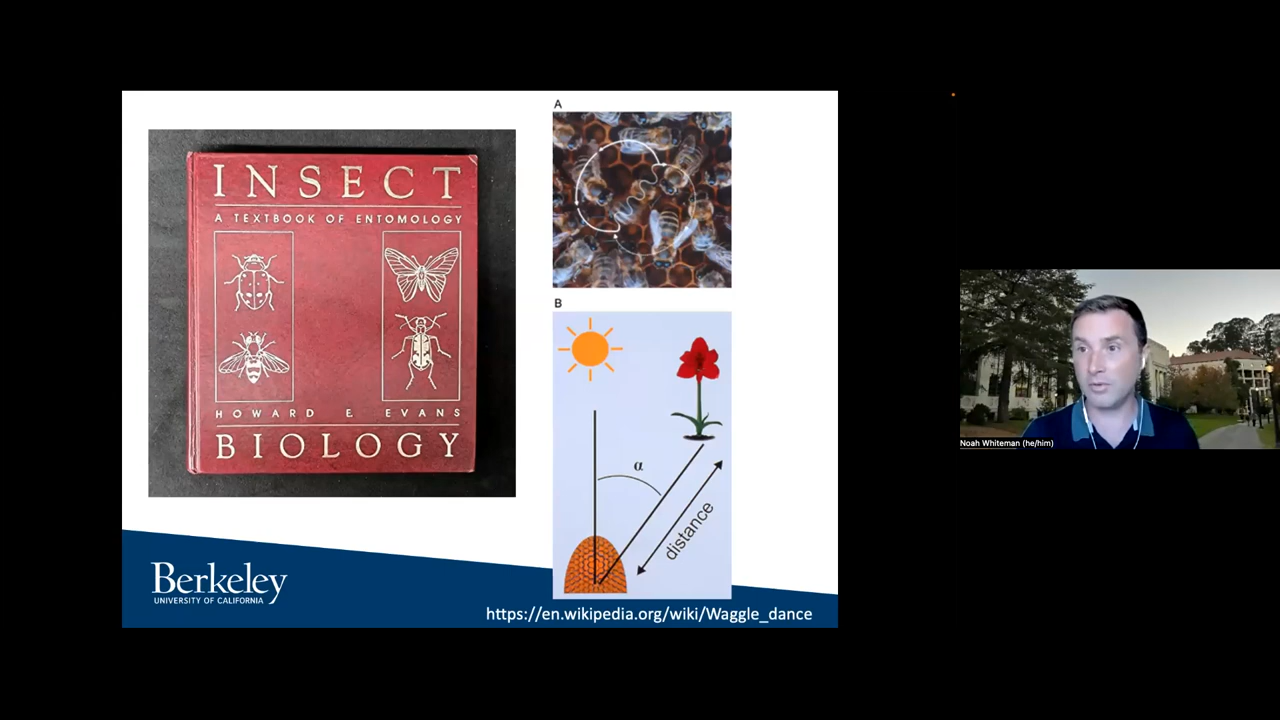 INSECT
A TEXTBOOK OF ENTOMOLOGY
HOWARD E. EVANS
BIOLOGY
A
B
α
distance
Berkeley
UNIVERSITY OF CALIFORNIA
https://en.wikipedia.org/wiki/Waggle_dance
Noah Whiteman (he/him)